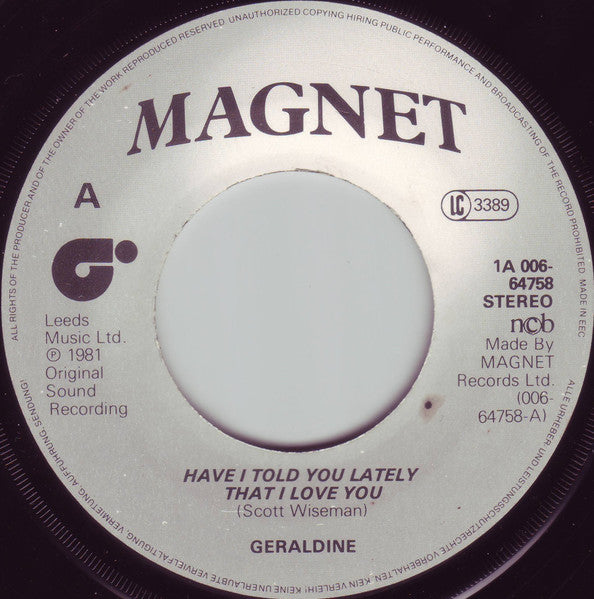 ALL RIGHTS OF THE PRODUCER AND OF THE OWNER OF THE WORK REPRODUCED RESERVED UNAUTHORIZED COPYING HIRING PUBLIC PERFORMANCE AND BROADCASTING OF THE RECORD PROHIBITED. MADE IN EEC
MAGNET
A
LC 3389
1A 006-
64758
STEREO
n©b
Made By
MAGNET
Records Ltd.
(006-
64758-A)
Leeds
Music Ltd.
℗ 1981
Original
Sound
Recording
HAVE I TOLD YOU LATELY
THAT I LOVE YOU
(Scott Wiseman)
GERALDINE
ALLE URHEBER UND LEISTUNGSSCHUTZRECHTE VORBEHALTEN. KEIN VERLEIH! KEINE UNERLAUBTE VERVIELFALTIGUNG, VERMIETUNG, AUFFUHRUNG, SENDUNG!